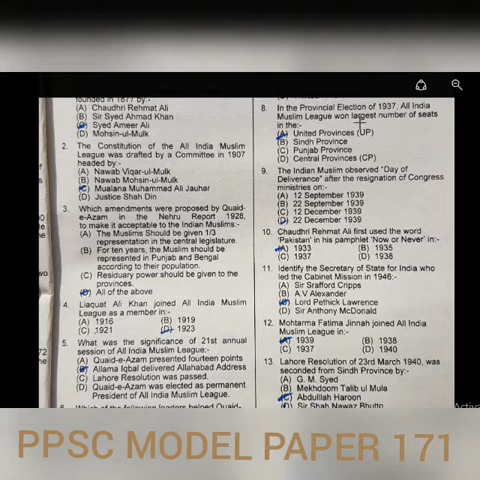 founded in 1877 by:-
(A) Chaudhri Rehmat Ali
(B) Sir Syed Ahmad Khan
Syed Ameer Ali
(D) Mohsin-ul-Mulk
2. The Constitution of the All India Muslim
League was drafted by a Committee in 1907
headed by:-
(A) Nawab Viqar-ul-Mulk
(B) Nawab Mohsin-ul-Mulk
(C) Mualana Muhammad Ali Jauhar
(D) Justice Shah Din
3. Which amendments were proposed by Quaid-
e-Azam in the Nehru Report 1928,
to make it acceptable to the Indian Muslims:-
(A) The Muslims Should be given 1/3
representation in the central legislature.
(B) For ten years, the Muslim should be
represented in Punjab and Bengal
according to their population.
(C) Residuary power should be given to the
provinces.
(D) All of the above
4. Liaquat Ali Khan joined All India Muslim
League as a member in:-
(A) 1916 (B) 1919
(C) 1921 (D) 1923
5. What was the significance of 21st annual
session of All India Muslim League:-
(A) Quaid-e-Azam presented fourteen points
(B) Allama Iqbal delivered Allahabad Address
(C) Lahore Resolution was passed.
(D) Quaid-e-Azam was elected as permanent
President of All India Muslim League.
Which of the following leaders helped Quaid-
8. In the Provincial Election of 1937, All India
Muslim League won largest number of seats
in the:-
(A) United Provinces (UP)
(B) Sindh Province
(C) Punjab Province
(D) Central Provinces (CP)
9. The Indian Muslim observed "Day of
Deliverance" after the resignation of Congress
ministries on:-
(A) 12 September 1939
(B) 22 September 1939
(C) 12 December 1939
(D) 22 December 1939
10. Chaudhri Rehmat Ali first used the word
'Pakistan' in his pamphlet 'Now or Never' in:-
(A) 1933 (B) 1935
(C) 1937 (D) 1938
11. Identify the Secretary of State for India who
led the Cabinet Mission in 1946:-
(A) Sir Srafford Cripps
(B) A.V Alexander
Lord Pethick Lawrence
(D) Sir Anthony McDonald
12. Mohtarma Fatima Jinnah joined All India
Muslim League in:-
1939 (B) 1938
(C) 1937 (D) 1940
13. Lahore Resolution of 23rd March 1940, was
seconded from Sindh Province by:-
(A) G. M. Syed
(B) Mekhdoom Talib ul Mula
(C) Abdulllah Haroon
(D) Sir Shah Nawaz Bhutto
PPSC MODEL PAPER 171